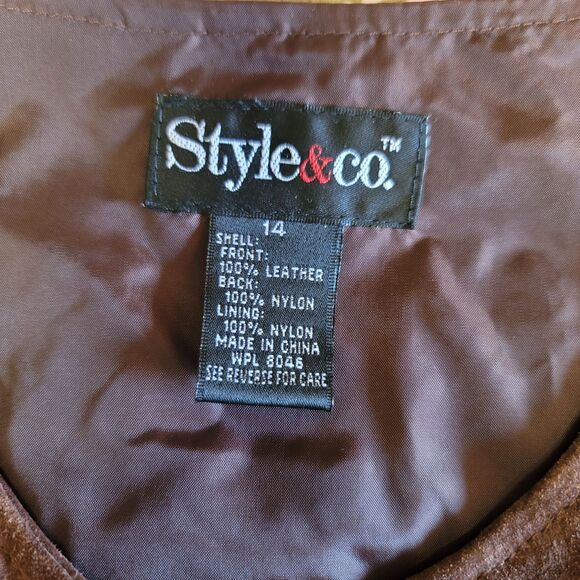 Style&co.™
14
SHELL:
FRONT:
100% LEATHER
BACK:
100% NYLON
LINING:
100% NYLON
MADE IN CHINA
WPL 8046
SEE REVERSE FOR CARE